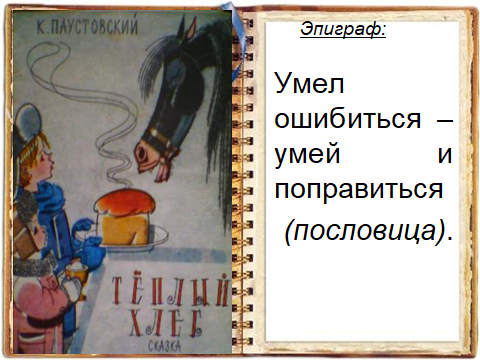 К. ПАУСТОВСКИЙ
ТЁПЛЫЙ
ХЛЕБ
СКАЗКА
Эпиграф:
Умел
ошибиться –
умей и
поправиться
(пословица).